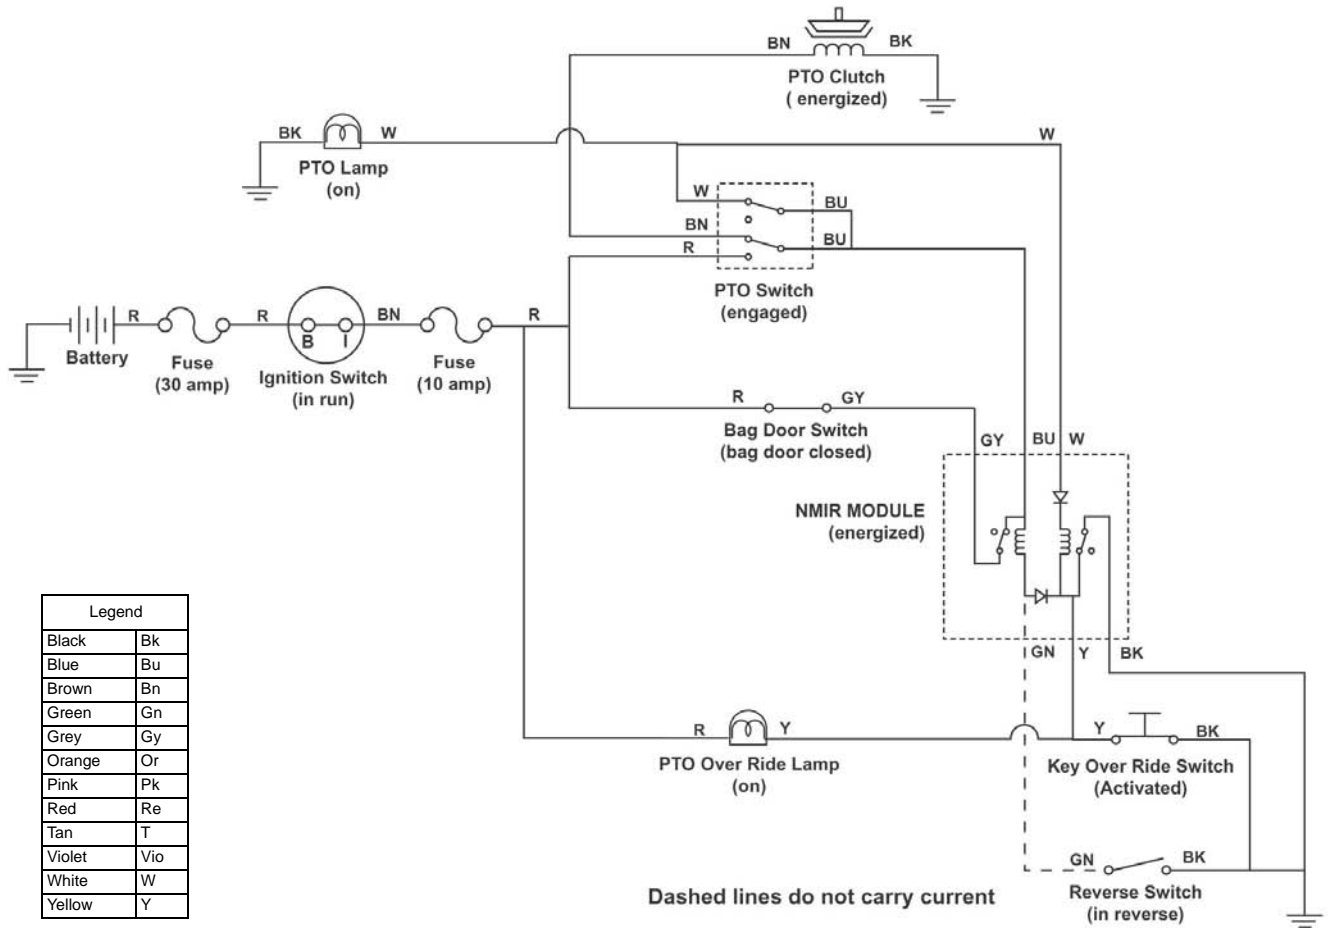 BN
BK
PTO Clutch
( energized)
BK
W
W
PTO Lamp
(on)
W
BU
BN
BU
R
PTO Switch
(engaged)
R
R
BN
R
B
I
Battery
Fuse
(30 amp)
Ignition Switch
(in run)
Fuse
(10 amp)
R
GY
Bag Door Switch
(bag door closed)
GY
BU
W
NMIR MODULE
(energized)
GN
Y
BK
Legend
Black Bk
Blue Bu
Brown Bn
Green Gn
Grey Gy
Orange Or
Pink Pk
Red Re
Tan T
Violet Vio
White W
Yellow Y
R
Y
PTO Over Ride Lamp
(on)
Y
BK
Key Over Ride Switch
(Activated)
GN
BK
Reverse Switch
(in reverse)
Dashed lines do not carry current